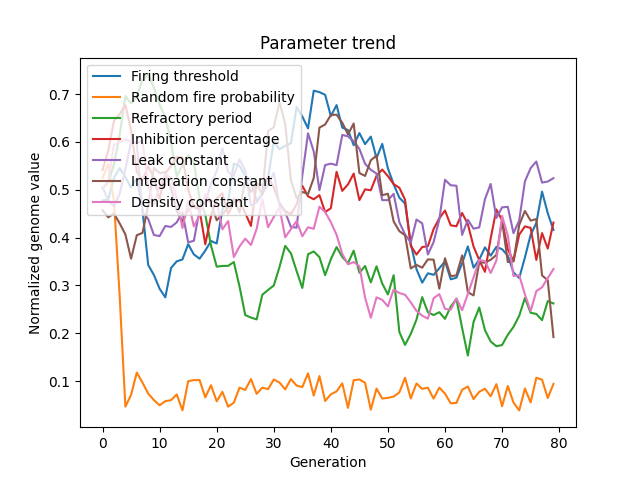 Parameter trend
Firing threshold
Random fire probability
Refractory period
Inhibition percentage
Leak constant
Integration constant
Density constant
Normalized genome value
0.7
0.6
0.5
0.4
0.3
0.2
0.1
0 10 20 30 40 50 60 70 80
Generation